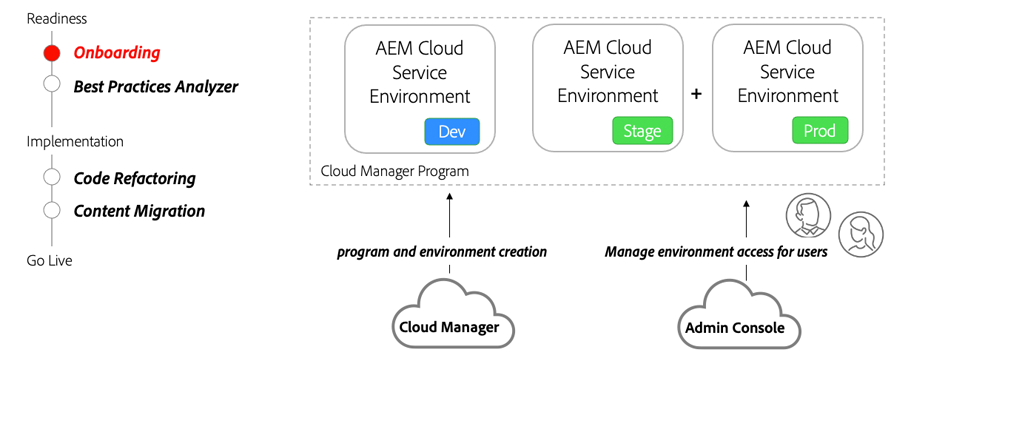 Readiness
Onboarding
Best Practices Analyzer
Implementation
Code Refactoring
Content Migration
Go Live
AEM Cloud
Service
Environment
Dev
AEM Cloud
Service
Environment
Stage
+
AEM Cloud
Service
Environment
Prod
Cloud Manager Program
program and environment creation
Manage environment access for users
Cloud Manager
Admin Console